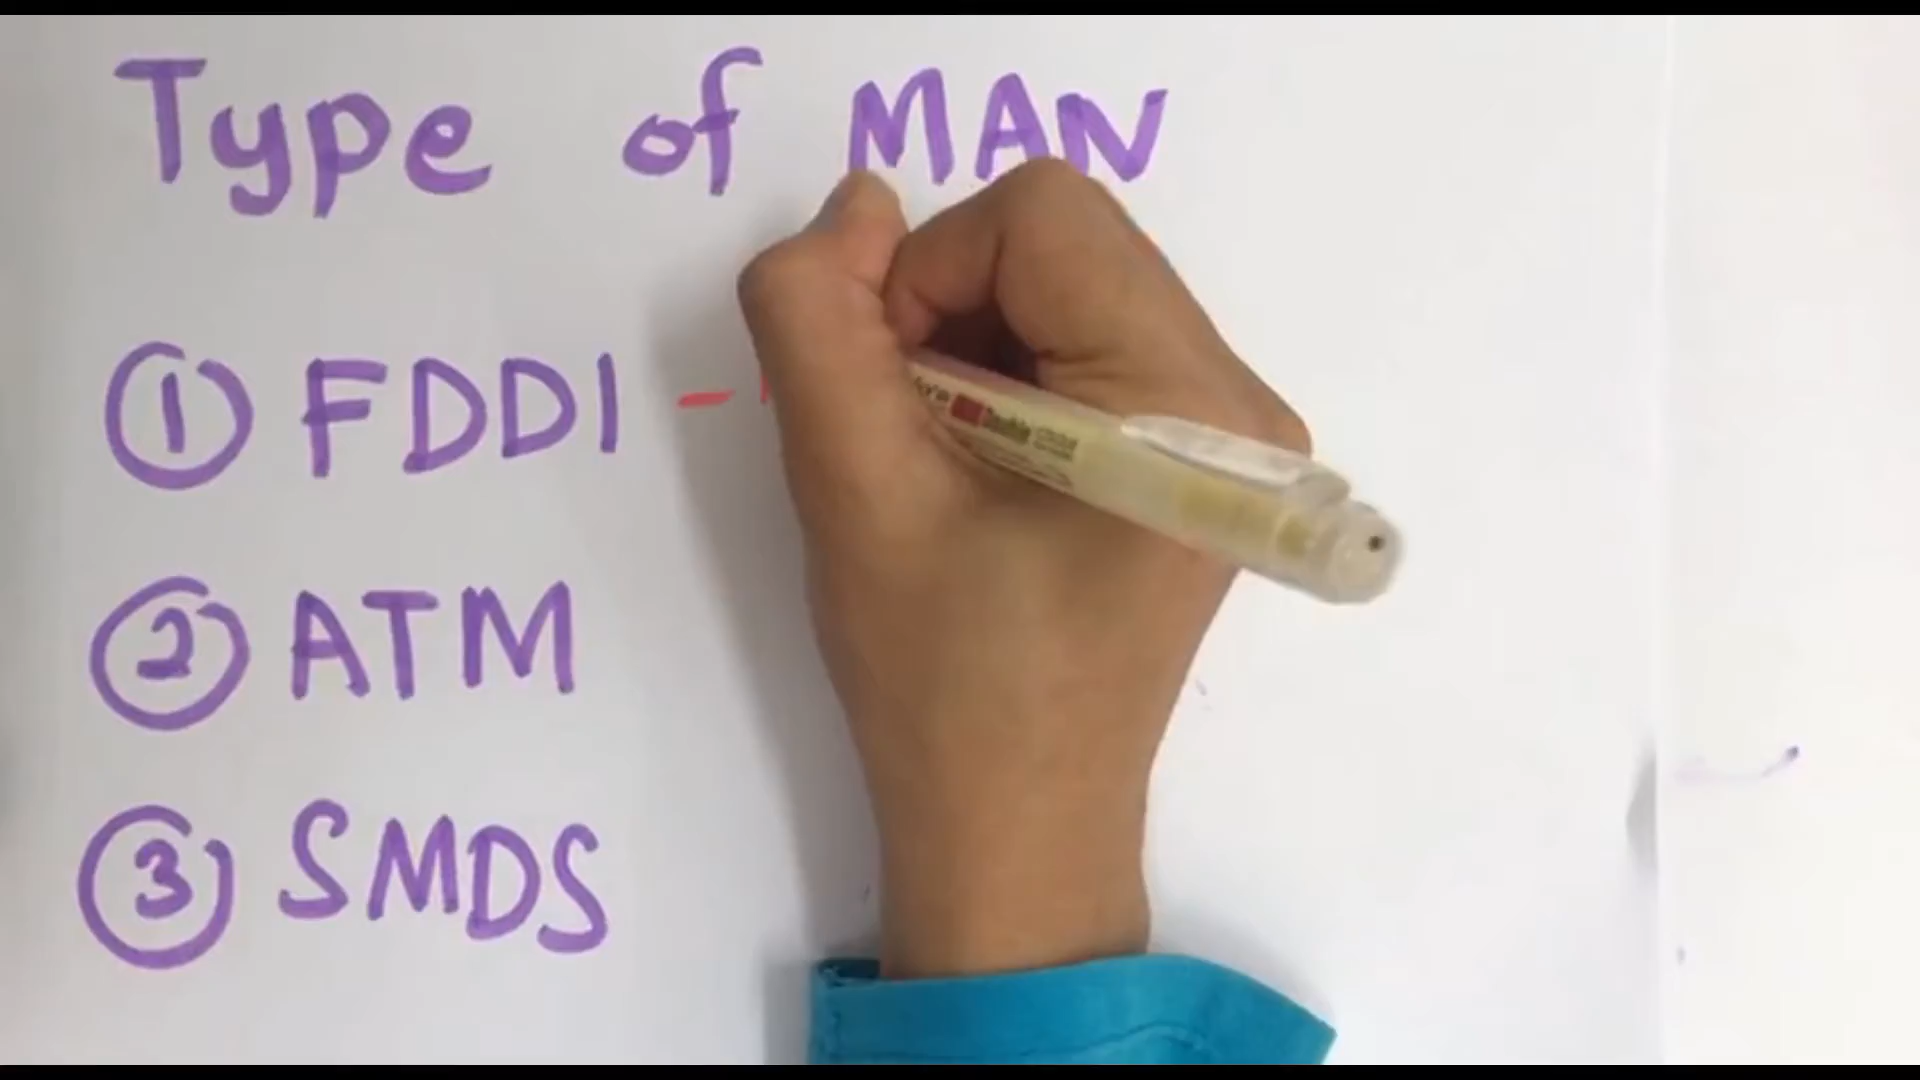 Type of MAN
① FDDI -
② ATM
③ SMDS